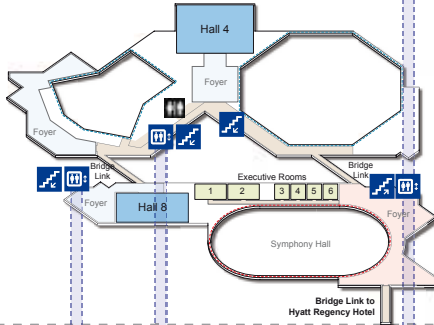 Hall 4
Foyer
Foyer
Bridge
Link
Executive Rooms
Bridge
Link
1
2
3
4
5
6
Foyer
Hall 8
Foyer
Symphony Hall
Bridge Link to
Hyatt Regency Hotel